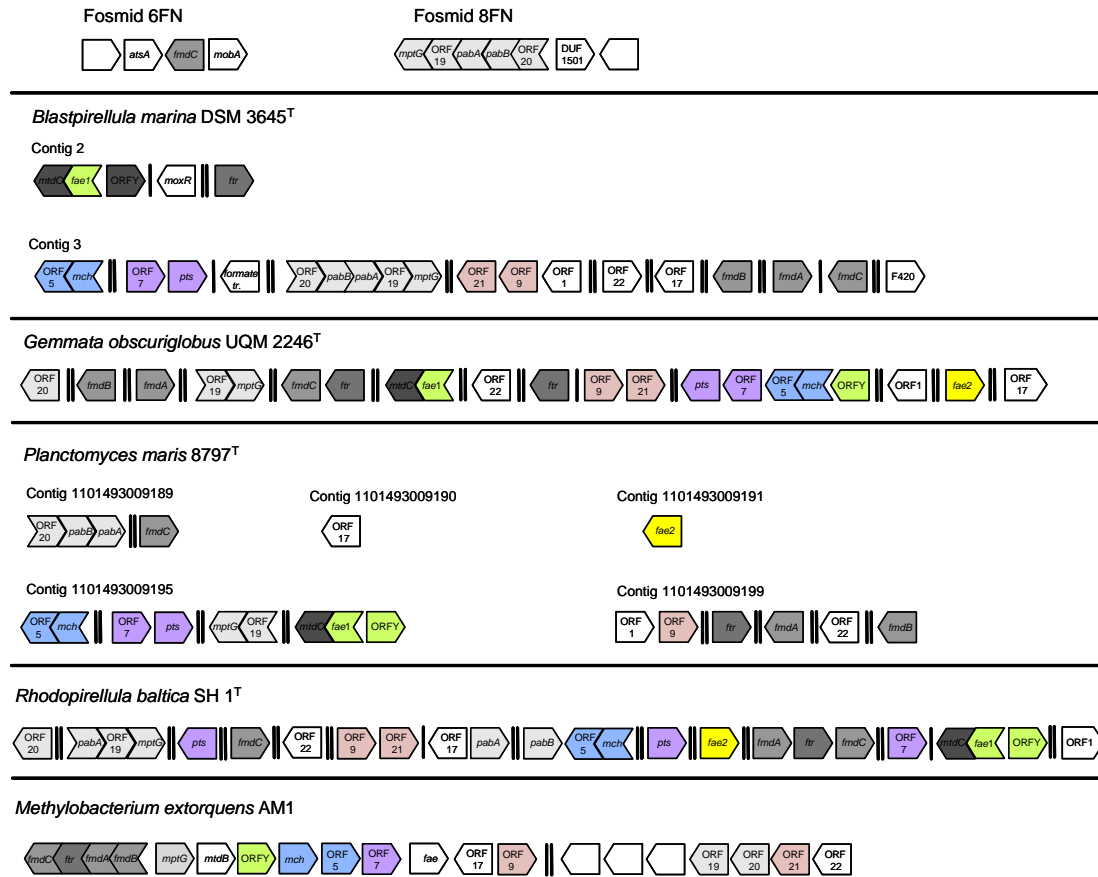 Fosmid 6FN Fosmid 8FN
atsA fmdC mobA mptG ORF 19 pabA pabB ORF 20 DUF 1501
Blastpirellula marina DSM 3645T
Contig 2
mtdC fae1 ORFY moxR ftr
Contig 3
ORF 5 mch ORF 7 pts formate tr. ORF 20 pabB pabA ORF 19 mptG ORF 21 ORF 9 ORF 1 ORF 22 ORF 17 fmdB fmdA fmdC F420
Gemmata obscuriglobus UQM 2246T
ORF 20 fmdB fmdA ORF 19 mptG fmdC ftr mtdC fae1 ORF 22 ftr ORF 9 ORF 21 pts ORF 7 ORF 5 mch ORFY ORF1 fae2 ORF 17
Planctomyces maris 8797T
Contig 1101493009189 Contig 1101493009190 Contig 1101493009191
ORF 20 pabB pabA fmdC ORF 17 fae2
Contig 1101493009195 Contig 1101493009199
ORF 5 mch ORF 7 pts mptG ORF 19 mtdC fae1 ORFY ORF 1 ORF 9 ftr fmdA ORF 22 fmdB
Rhodopirellula baltica SH 1T
ORF 20 pabA ORF 19 mptG pts fmdC ORF 22 ORF 9 ORF 21 ORF 17 pabA pabB ORF 5 mch pts fae2 fmdA ftr fmdC ORF 7 mtdC fae1 ORFY ORF1
Methylobacterium extorquens AM1
fmdC ftr fmdA fmdB mptG mtdB ORFY mch ORF 5 ORF 7 fae ORF 17 ORF 9 ORF 19 ORF 20 ORF 21 ORF 22